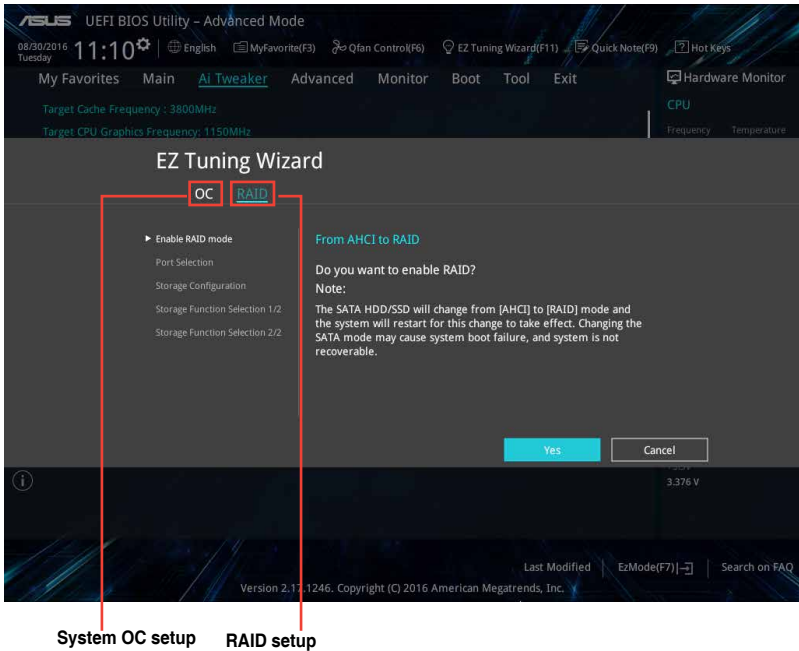 ASUS UEFI BIOS Utility – Advanced Mode
08/30/2016 Tuesday 11:10 English MyFavorite(F3) Qfan Control(F6) EZ Tuning Wizard(F11) Quick Note(F9) ? Hot Keys
My Favorites Main Ai Tweaker Advanced Monitor Boot Tool Exit Hardware Monitor
Target Cache Frequency : 3800MHz
CPU
Target CPU Graphics Frequency: 1150MHz
Frequency Temperature
EZ Tuning Wizard
OC RAID
Enable RAID mode
Port Selection
Storage Configuration
Storage Function Selection 1/2
Storage Function Selection 2/2
From AHCI to RAID
Do you want to enable RAID?
Note:
The SATA HDD/SSD will change from [AHCI] to [RAID] mode and
the system will restart for this change to take effect. Changing the
SATA mode may cause system boot failure, and system is not
recoverable.
Yes Cancel
3.376 V
Last Modified EzMode(F7) Search on FAQ
Version 2.17.1246. Copyright (C) 2016 American Megatrends, Inc.
System OC setup RAID setup